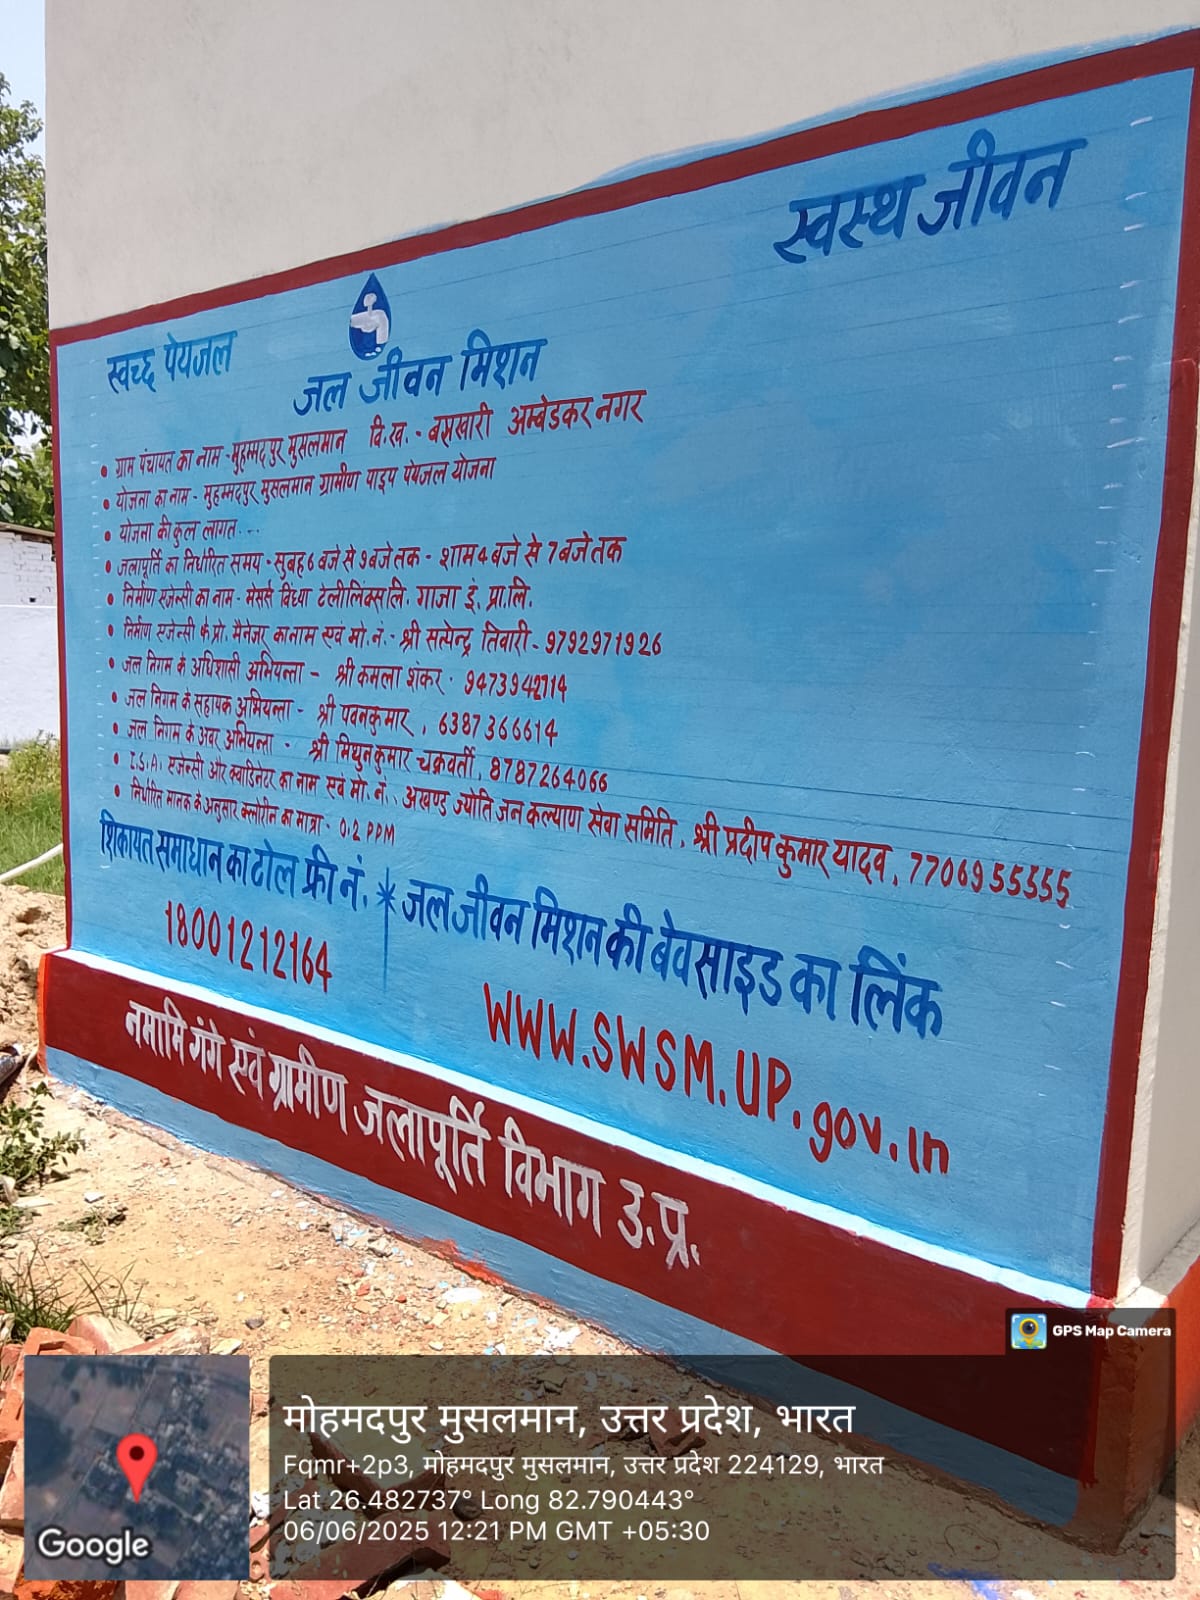 स्वस्थ जीवन
स्वच्छ पेयजल
जल जीवन मिशन
• ग्राम पंचायत का नाम - मुहम्मदपुर मुसलमान वि.ख. - बसखारी अम्बेडकर नगर
• योजना का नाम - मुहम्मदपुर मुसलमान ग्रामीण पाइप पेयजल योजना
• योजना की कुल लागत ...
• जलापूर्ति का निर्धारित समय - सुबह 6 बजे से 9 बजे तक - शाम 4 बजे से 7 बजे तक
• निर्माण एजेन्सी का नाम - मेसर्स विंध्या टेलीलिंक्स लि. गाजा इं. प्रा.लि.
• निर्माण एजेन्सी के प्रो. मैनेजर का नाम एवं मो.नं. - श्री सत्येन्द्र तिवारी - 9792971926
• जल निगम के अधिशासी अभियन्ता - श्री कमला शंकर - 9473942714
• जल निगम के सहायक अभियन्ता - श्री पवनकुमार, 6387366614
• जल निगम के अवर अभियन्ता - श्री मिथुनकुमार चक्रवर्ती, 8787264066
• I.S.A. एजेन्सी और क्वाडिनेटर का नाम एवं मो.नं., अखण्ड ज्योति जन कल्याण सेवा समिति, श्री प्रदीप कुमार यादव, 7706955555
• निर्धारित मानक के अनुसार क्लोरीन का मात्रा - 0.2 PPM
शिकायत समाधान का टोल फ्री नं. * जल जीवन मिशन की बेवसाइड का लिंक
18001212164
WWW.SWSM.UP.gov.in
नमामि गंगे एवं ग्रामीण जलापूर्ति विभाग उ.प्र.
GPS Map Camera
मोहमदपुर मुसलमान, उत्तर प्रदेश, भारत
Fqmr+2p3, मोहमदपुर मुसलमान, उत्तर प्रदेश 224129, भारत
Lat 26.482737° Long 82.790443°
06/06/2025 12:21 PM GMT +05:30
Google